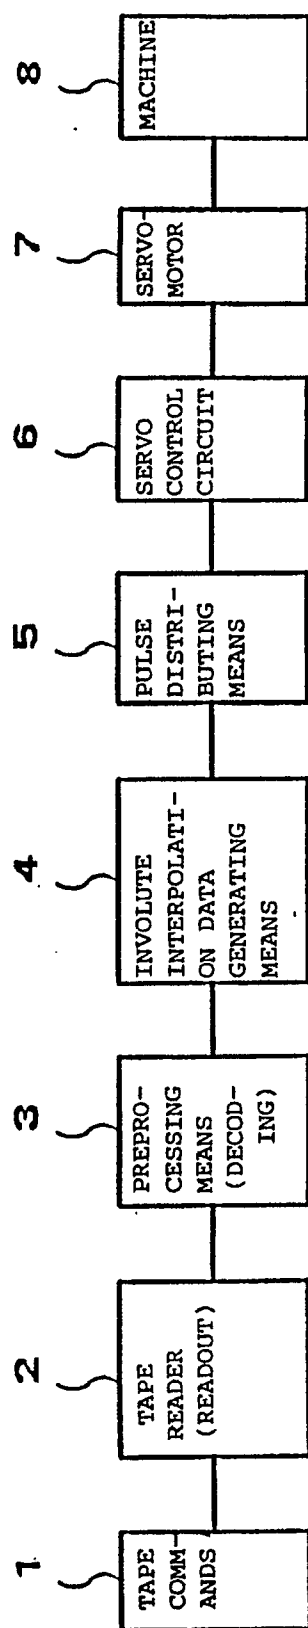 1
TAPE
COMM-
ANDS
2
TAPE
READER
(READOUT)
3
PREPRO-
CESSING
MEANS
(DECOD-
ING)
4
INVOLUTE
INTERPOLATI-
ON DATA
GENERATING
MEANS
5
PULSE
DISTRI-
BUTING
MEANS
6
SERVO
CONTROL
CIRCUIT
7
SERVO-
MOTOR
8
MACHINE